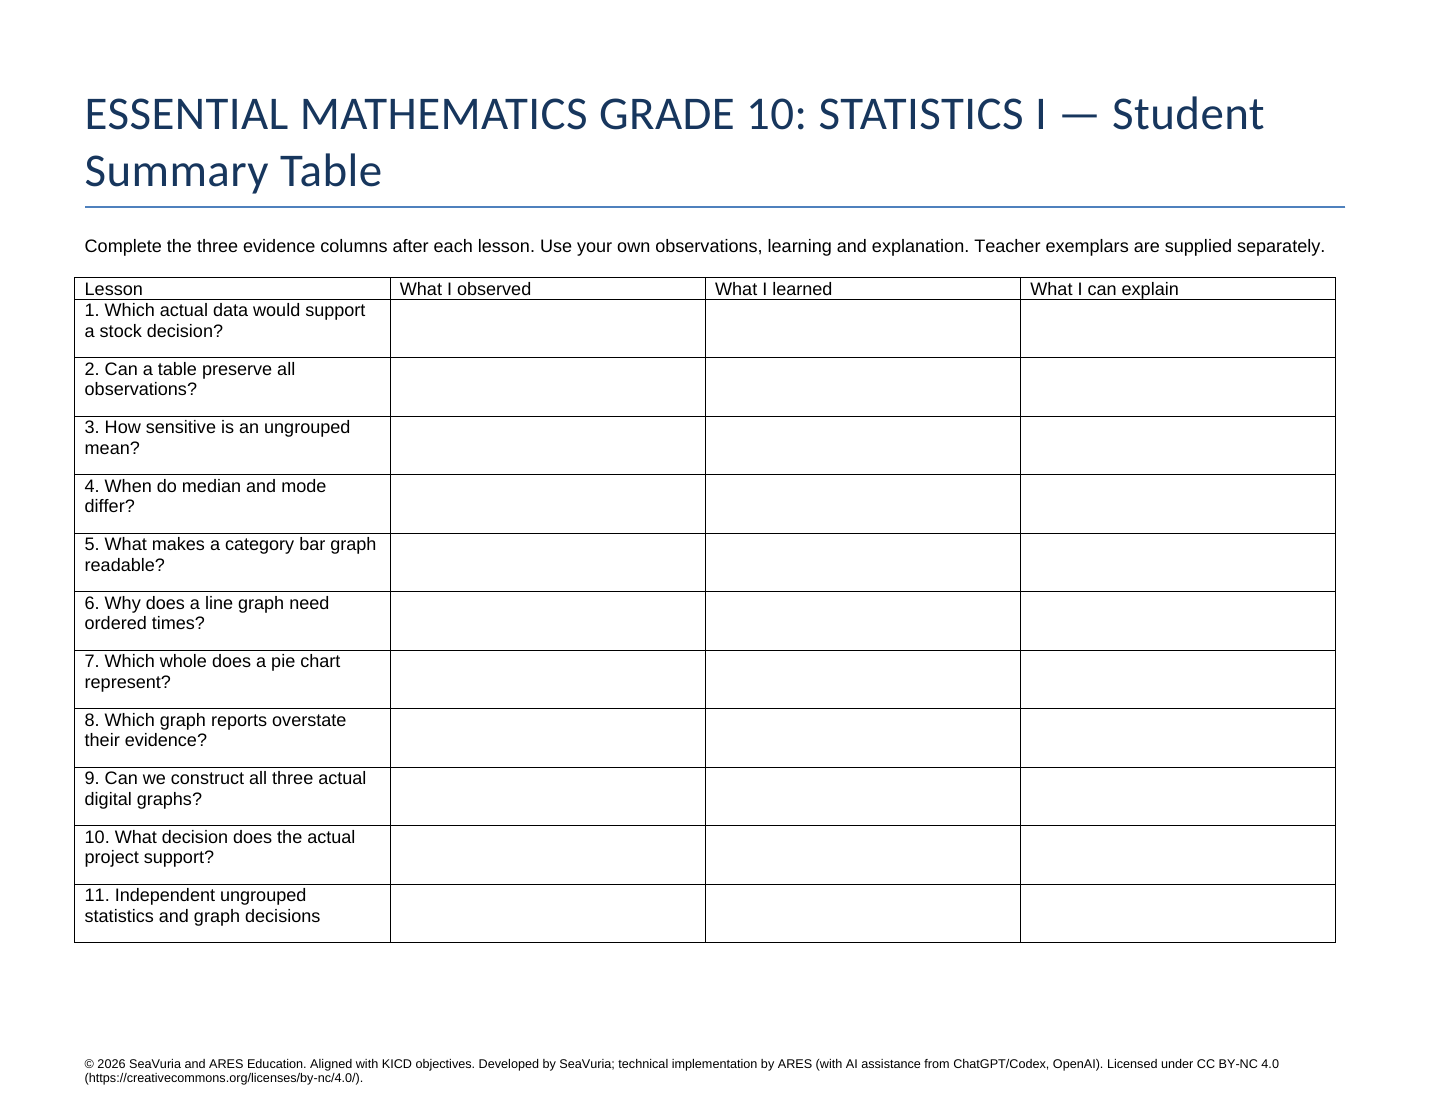 ESSENTIAL MATHEMATICS GRADE 10: STATISTICS I — Student
Summary Table
Complete the three evidence columns after each lesson. Use your own observations, learning and explanation. Teacher exemplars are supplied separately.
Lesson What I observed What I learned What I can explain
1. Which actual data would support
a stock decision?
2. Can a table preserve all
observations?
3. How sensitive is an ungrouped
mean?
4. When do median and mode
differ?
5. What makes a category bar graph
readable?
6. Why does a line graph need
ordered times?
7. Which whole does a pie chart
represent?
8. Which graph reports overstate
their evidence?
9. Can we construct all three actual
digital graphs?
10. What decision does the actual
project support?
11. Independent ungrouped
statistics and graph decisions
© 2026 SeaVuria and ARES Education. Aligned with KICD objectives. Developed by SeaVuria; technical implementation by ARES (with AI assistance from ChatGPT/Codex, OpenAI). Licensed under CC BY-NC 4.0
(https://creativecommons.org/licenses/by-nc/4.0/).